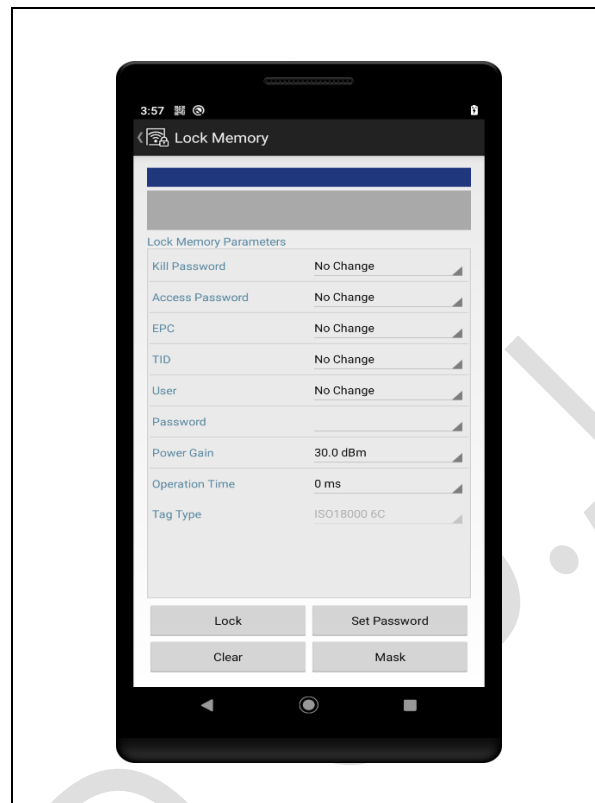 3:57
Lock Memory
Lock Memory Parameters
Kill Password No Change
Access Password No Change
EPC No Change
TID No Change
User No Change
Password
Power Gain 30.0 dBm
Operation Time 0 ms
Tag Type ISO18000 6C
Lock Set Password
Clear Mask